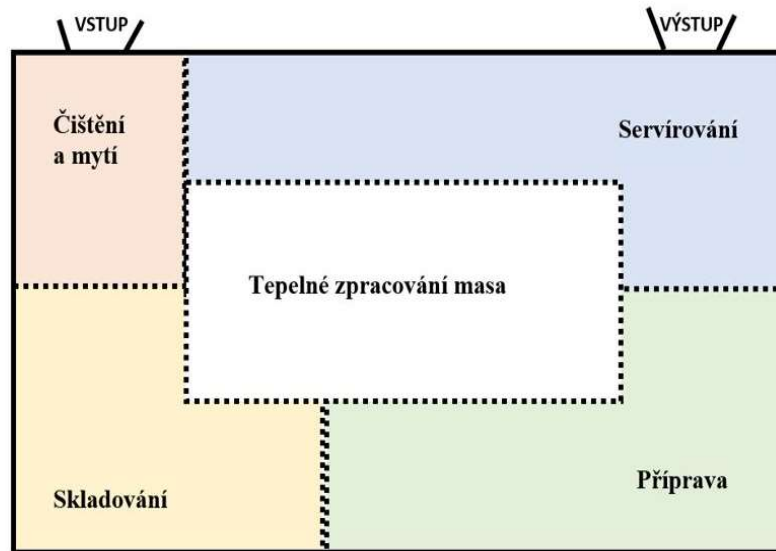 VSTUP
VÝSTUP
Čištění
a mytí
Servírování
Tepelné zpracování masa
Skladování
Příprava